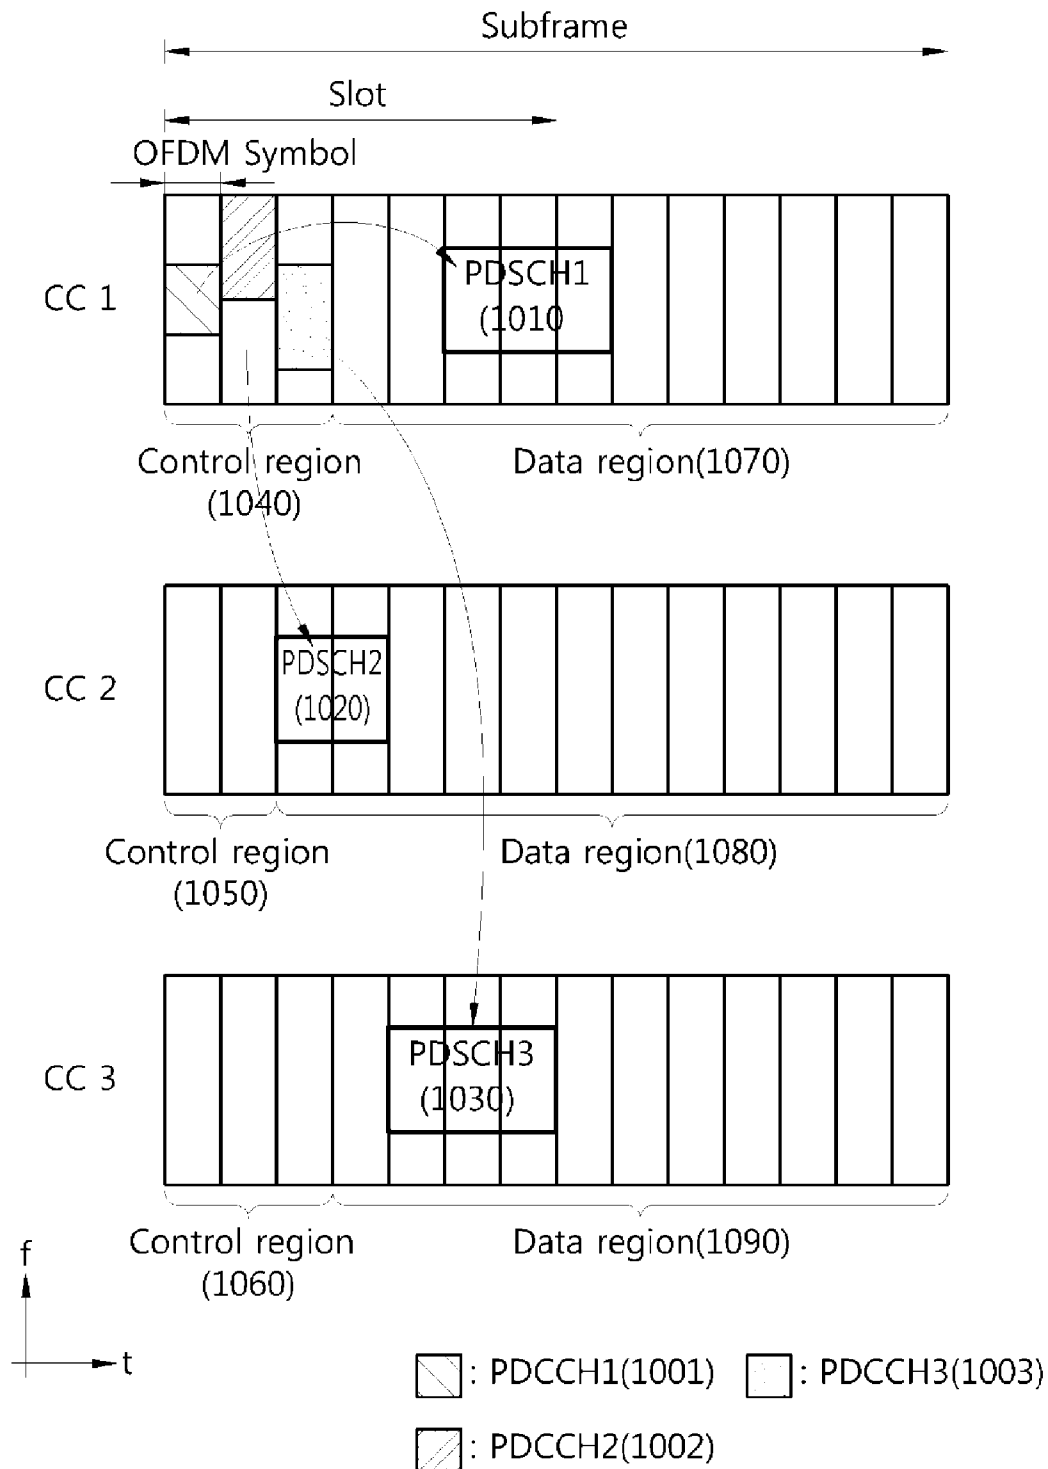 Subframe
Slot
OFDM Symbol
CC 1
PDSCH1
(1010
Control region
(1040)
Data region(1070)
CC 2
PDSCH2
(1020)
Control region
(1050)
Data region(1080)
CC 3
PDSCH3
(1030)
Control region
(1060)
Data region(1090)
f
t
: PDCCH1(1001)
: PDCCH3(1003)
: PDCCH2(1002)